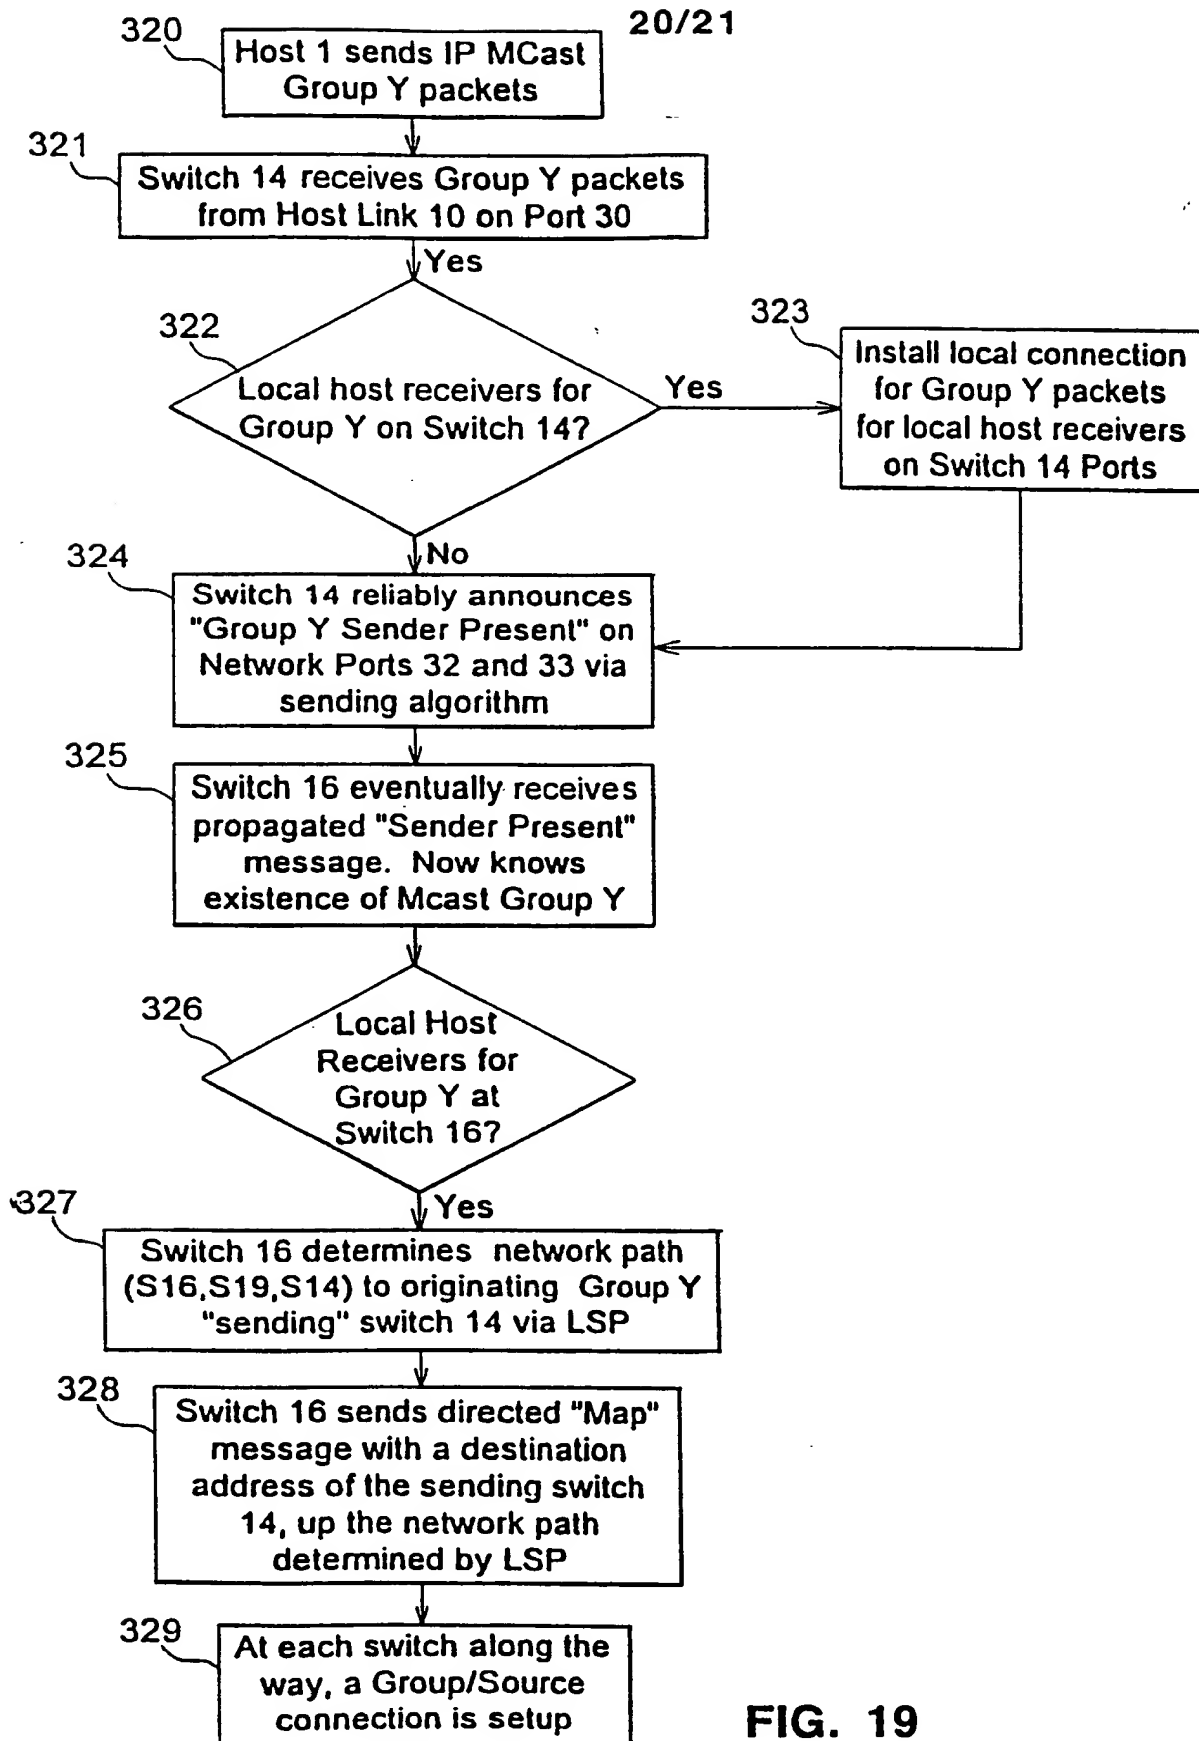 20/21
320
Host 1 sends IP MCast
Group Y packets
321
Switch 14 receives Group Y packets
from Host Link 10 on Port 30
Yes
322
Local host receivers for
Group Y on Switch 14?
Yes
323
Install local connection
for Group Y packets
for local host receivers
on Switch 14 Ports
No
324
Switch 14 reliably announces
"Group Y Sender Present" on
Network Ports 32 and 33 via
sending algorithm
325
Switch 16 eventually receives
propagated "Sender Present"
message. Now knows
existence of Mcast Group Y
326
Local Host
Receivers for
Group Y at
Switch 16?
Yes
327
Switch 16 determines network path
(S16,S19,S14) to originating Group Y
"sending" switch 14 via LSP
328
Switch 16 sends directed "Map"
message with a destination
address of the sending switch
14, up the network path
determined by LSP
329
At each switch along the
way, a Group/Source
connection is setup
FIG. 19